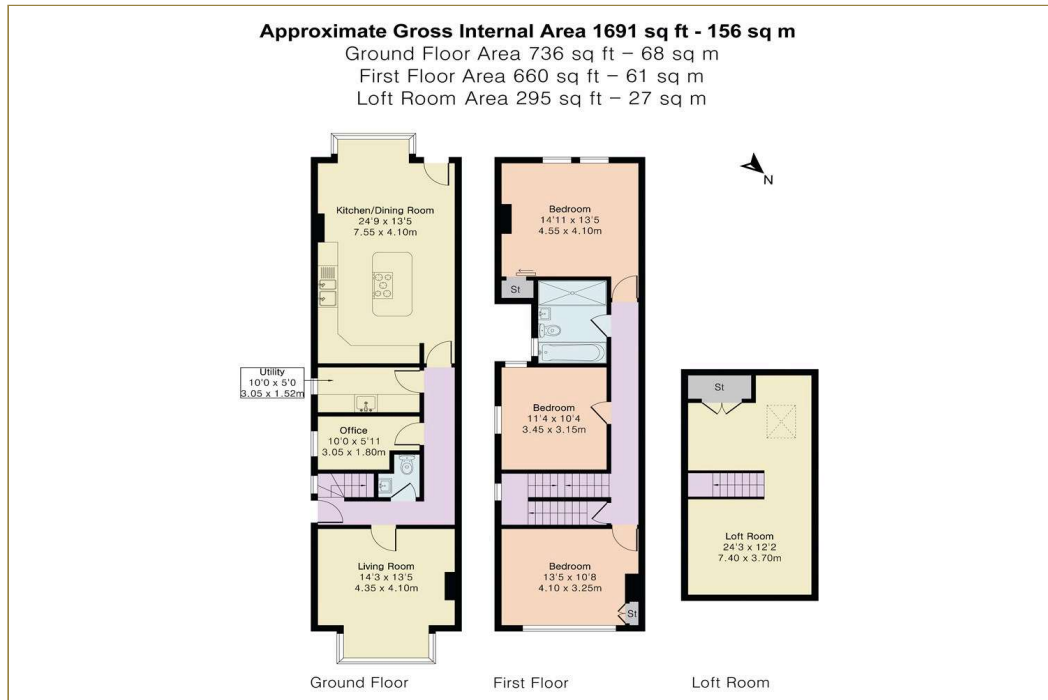 Approximate Gross Internal Area 1691 sq ft - 156 sq m
Ground Floor Area 736 sq ft – 68 sq m
First Floor Area 660 sq ft – 61 sq m
Loft Room Area 295 sq ft – 27 sq m
N
Kitchen/Dining Room
24'9 x 13'5
7.55 x 4.10m
Utility
10'0 x 5'0
3.05 x 1.52m
Office
10'0 x 5'11
3.05 x 1.80m
Living Room
14'3 x 13'5
4.35 x 4.10m
Ground Floor
Bedroom
14'11 x 13'5
4.55 x 4.10m
St
Bedroom
11'4 x 10'4
3.45 x 3.15m
Bedroom
13'5 x 10'8
4.10 x 3.25m
St
First Floor
St
Loft Room
24'3 x 12'2
7.40 x 3.70m
Loft Room